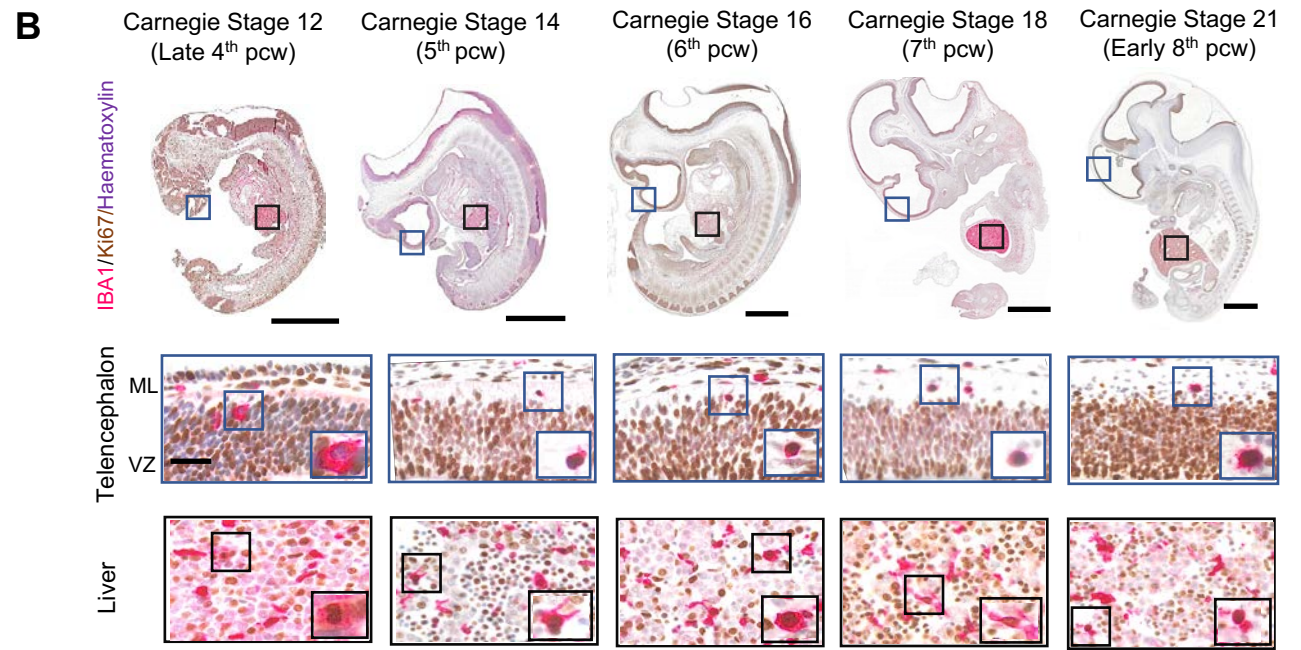 B
Carnegie Stage 12
(Late 4th pcw)
Carnegie Stage 14
(5th pcw)
Carnegie Stage 16
(6th pcw)
Carnegie Stage 18
(7th pcw)
Carnegie Stage 21
(Early 8th pcw)
IBA1/Ki67/Haematoxylin
Telencephalon
ML
VZ
Liver